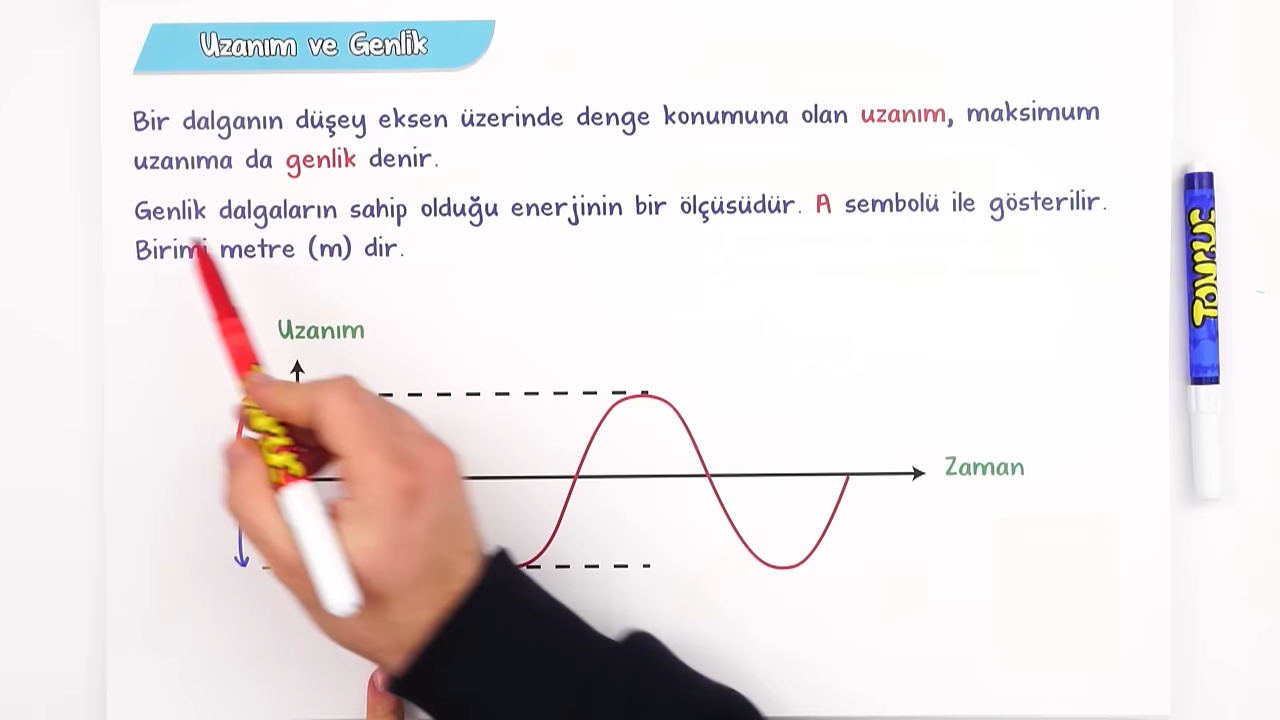 Uzanım ve Genlik
Bir dalganın düşey eksen üzerinde denge konumuna olan uzanım, maksimum
uzanıma da genlik denir.
Genlik dalgaların sahip olduğu enerjinin bir ölçüsüdür. A sembolü ile gösterilir.
Birimi metre (m) dir.
Uzanım
Zaman